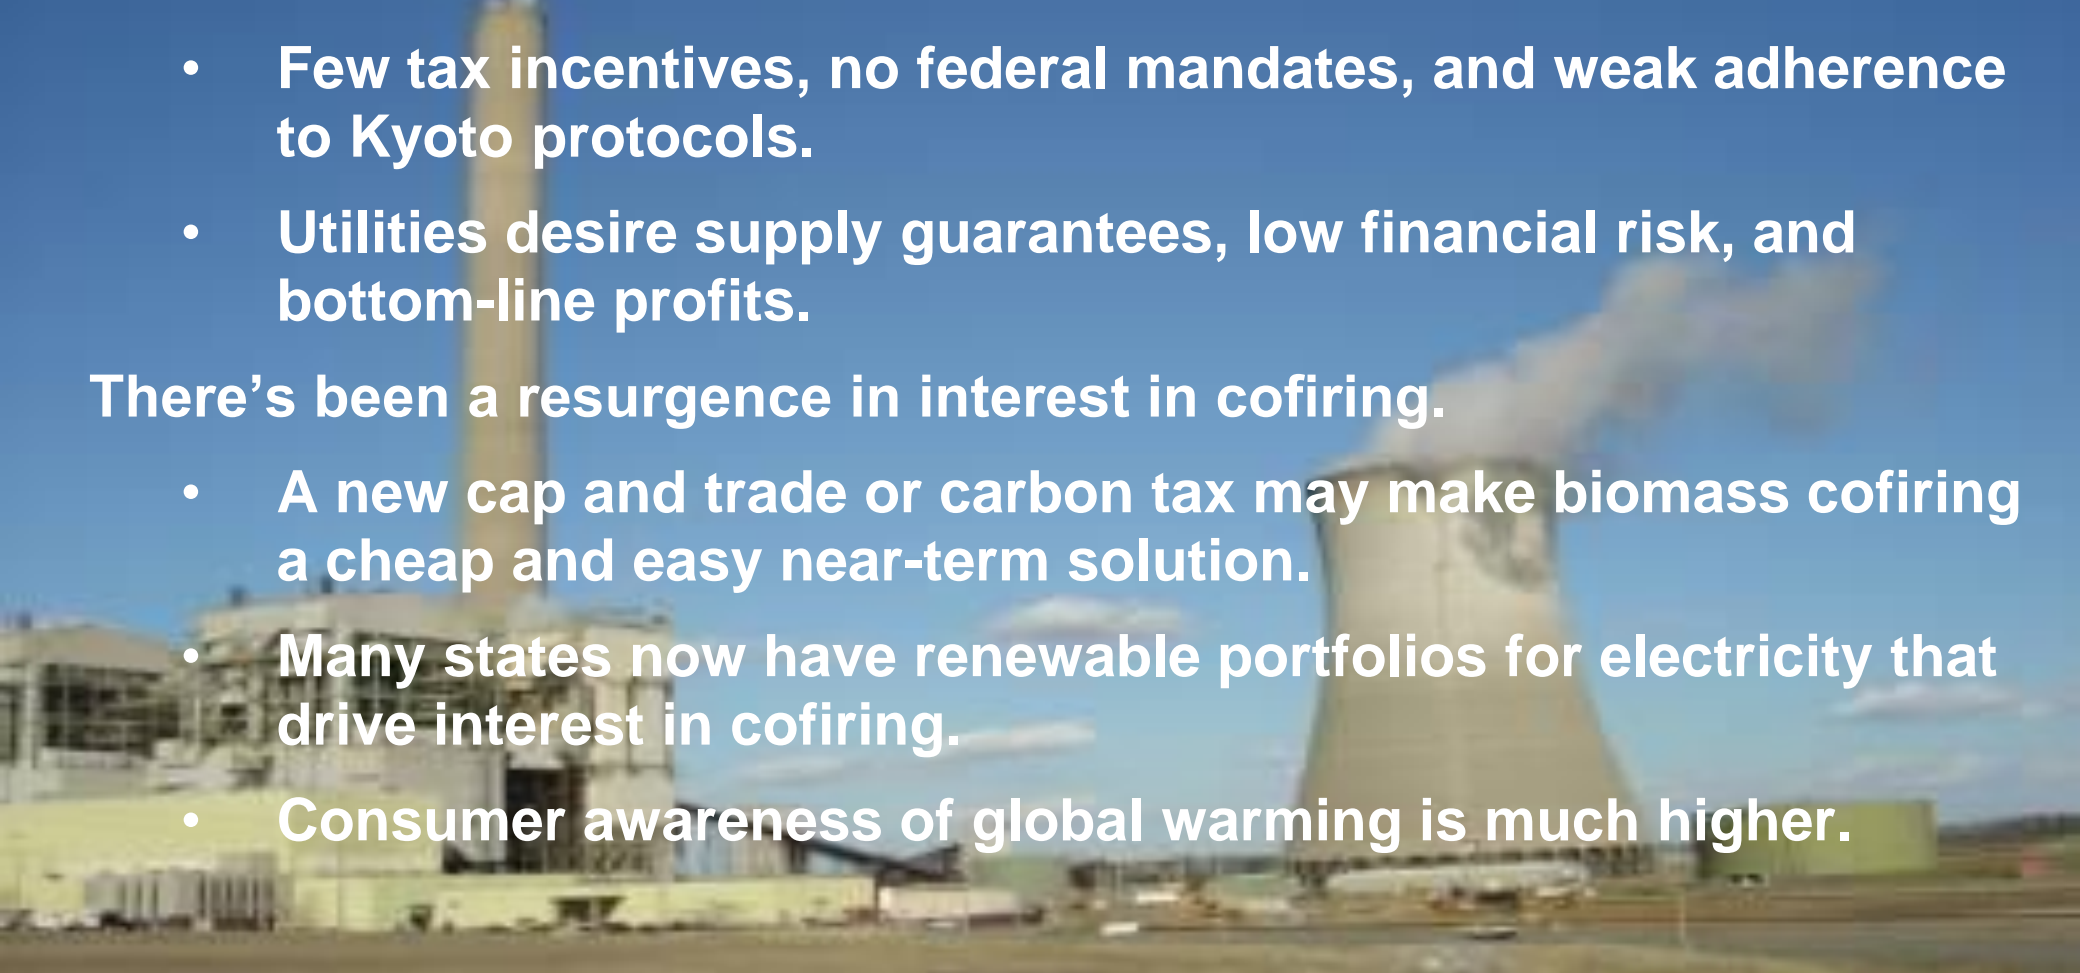 • Few tax incentives, no federal mandates, and weak adherence
to Kyoto protocols.
• Utilities desire supply guarantees, low financial risk, and
bottom-line profits.
There’s been a resurgence in interest in cofiring.
• A new cap and trade or carbon tax may make biomass cofiring
a cheap and easy near-term solution.
• Many states now have renewable portfolios for electricity that
drive interest in cofiring.
• Consumer awareness of global warming is much higher.